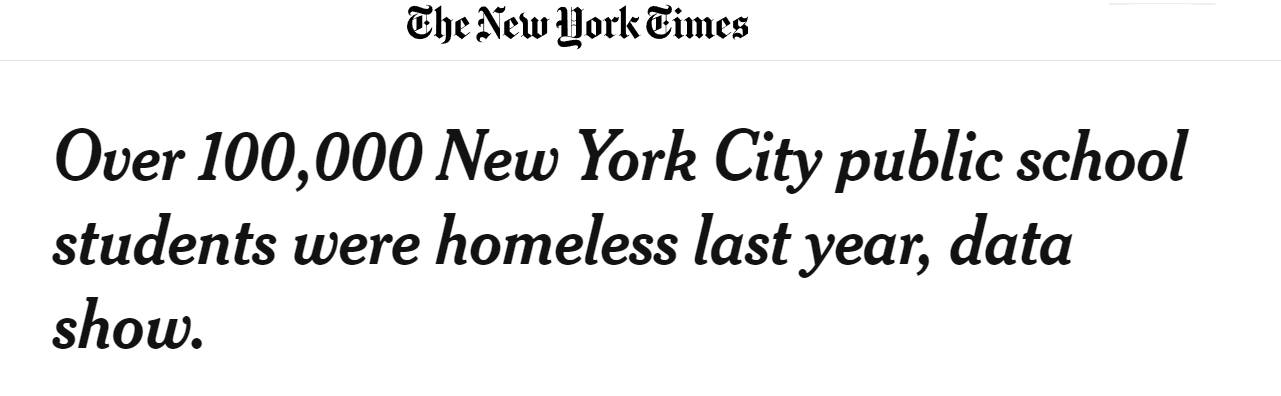 The New York Times
Over 100,000 New York City public school
students were homeless last year, data
show.